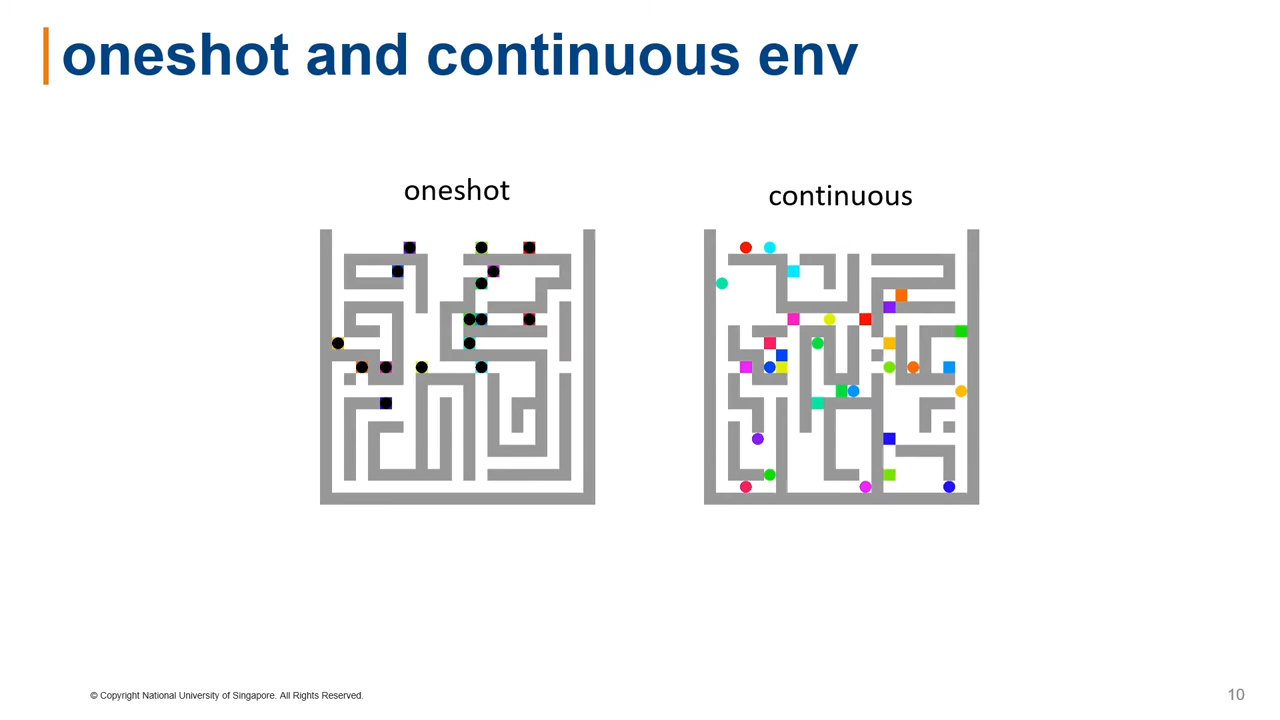 oneshot and continuous env
oneshot
continuous
© Copyright National University of Singapore. All Rights Reserved.
10